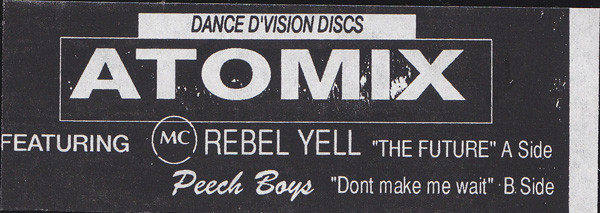 DANCE D'VISION DISCS
ATOMIX
FEATURING MC REBEL YELL "THE FUTURE" A Side
Peech Boys "Dont make me wait" B. Side